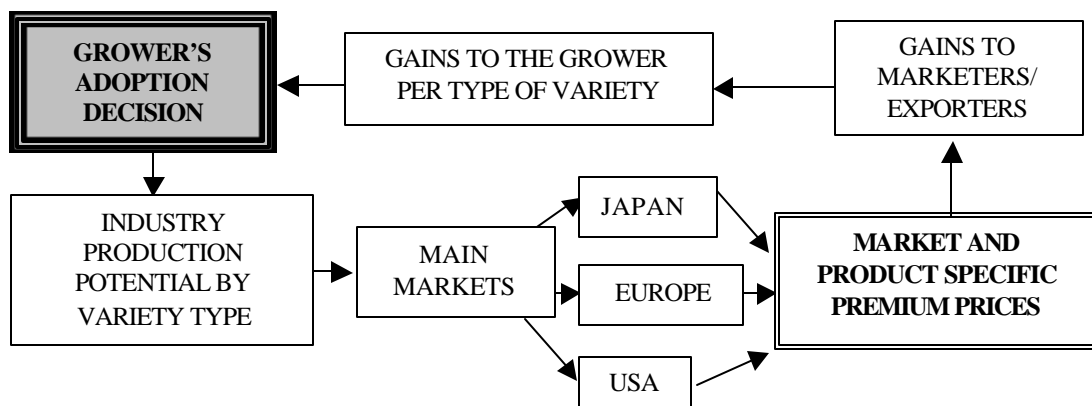 GROWER'S
ADOPTION
DECISION
GAINS TO THE GROWER
PER TYPE OF VARIETY
GAINS TO
MARKETERS/
EXPORTERS
INDUSTRY
PRODUCTION
POTENTIAL BY
VARIETY TYPE
MAIN
MARKETS
JAPAN
EUROPE
USA
MARKET AND
PRODUCT SPECIFIC
PREMIUM PRICES